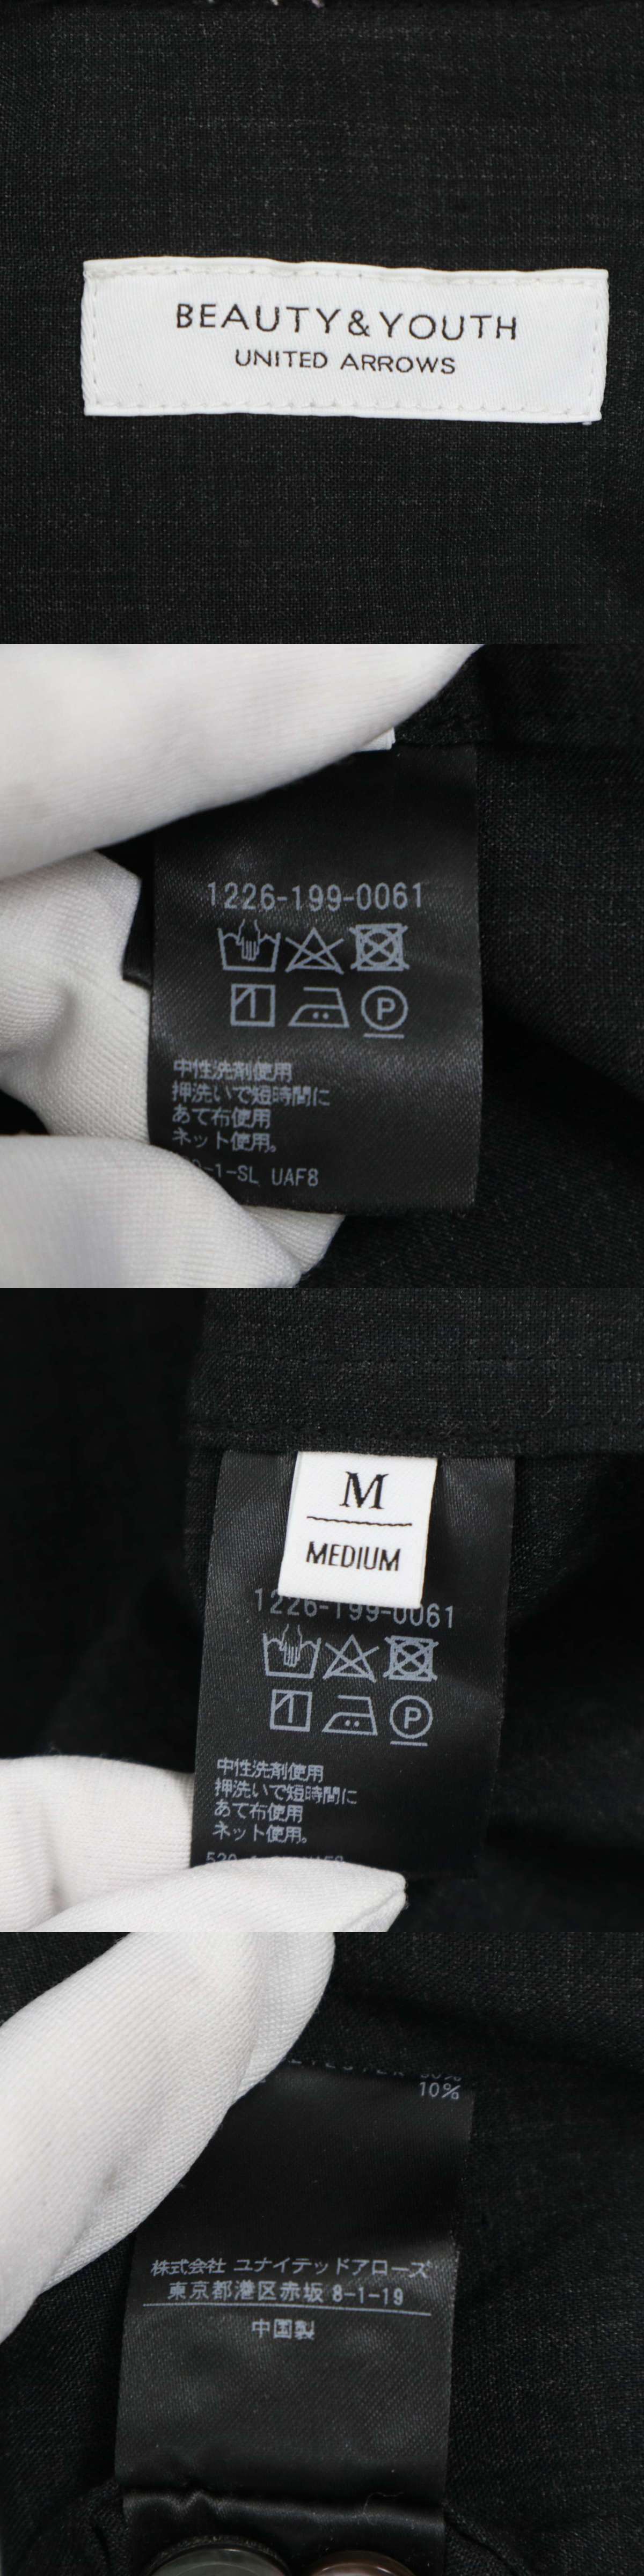 BEAUTY&YOUTH
UNITED ARROWS
1226-199-0061
P
中性洗剤使用
押洗いで短時間に
あて布使用
ネット使用。
-1-SL UAF8
M
MEDIUM
1226-199-0061
P
中性洗剤使用
押洗いで短時間に
あて布使用
ネット使用。
10%
株式会社 ユナイテッドアローズ
東京都港区赤坂 8-1-19
中国製